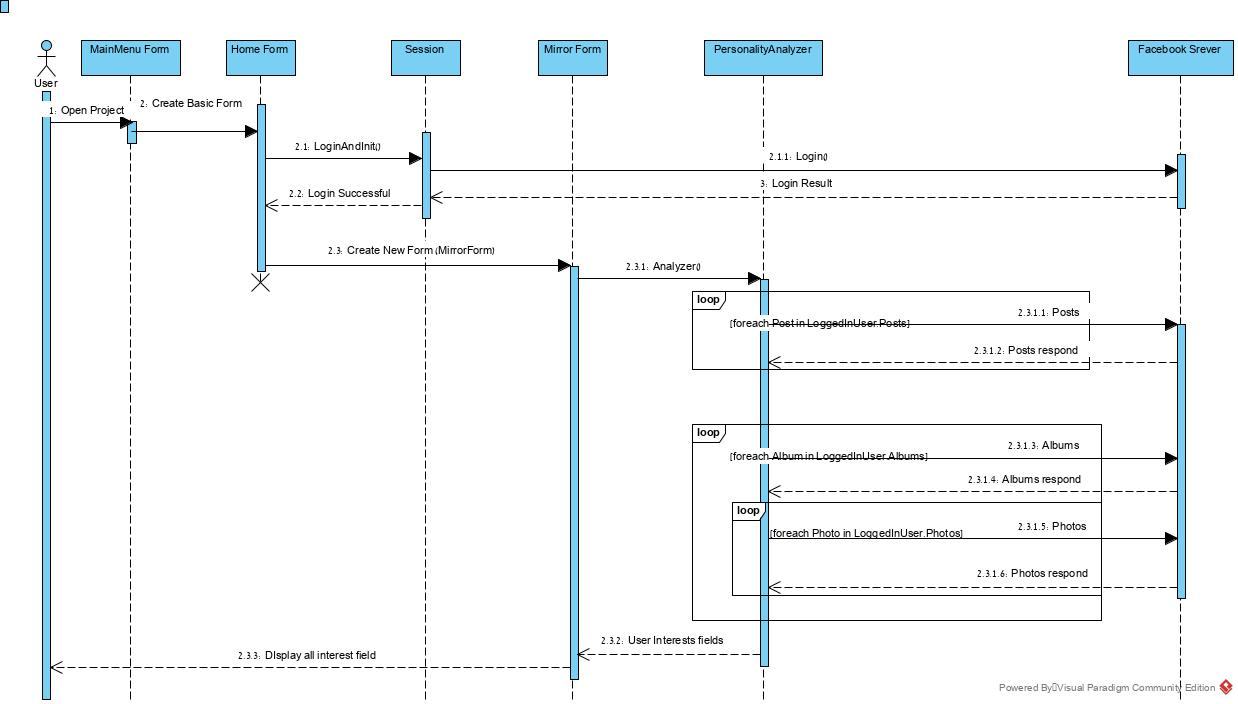 MainMenu Form
Home Form
Session
Mirror Form
PersonalityAnalyzer
Facebook Srever
User
1: Open Project
2: Create Basic Form
2.1: LoginAndInit()
2.1.1: Login()
3: Login Result
2.2: Login Successful
2.3: Create New Form (MirrorForm)
2.3.1: Analyzer()
loop
2.3.1.1: Posts
[foreach Post in LoggedInUser.Posts]
2.3.1.2: Posts respond
loop
2.3.1.3: Albums
[foreach Album in LoggedInUser.Albums]
2.3.1.4: Albums respond
loop
2.3.1.5: Photos
[foreach Photo in LoggedInUser.Photos]
2.3.1.6: Photos respond
2.3.2: User Interests fields
2.3.3: DIsplay all interest field
Powered By Visual Paradigm Community Edition